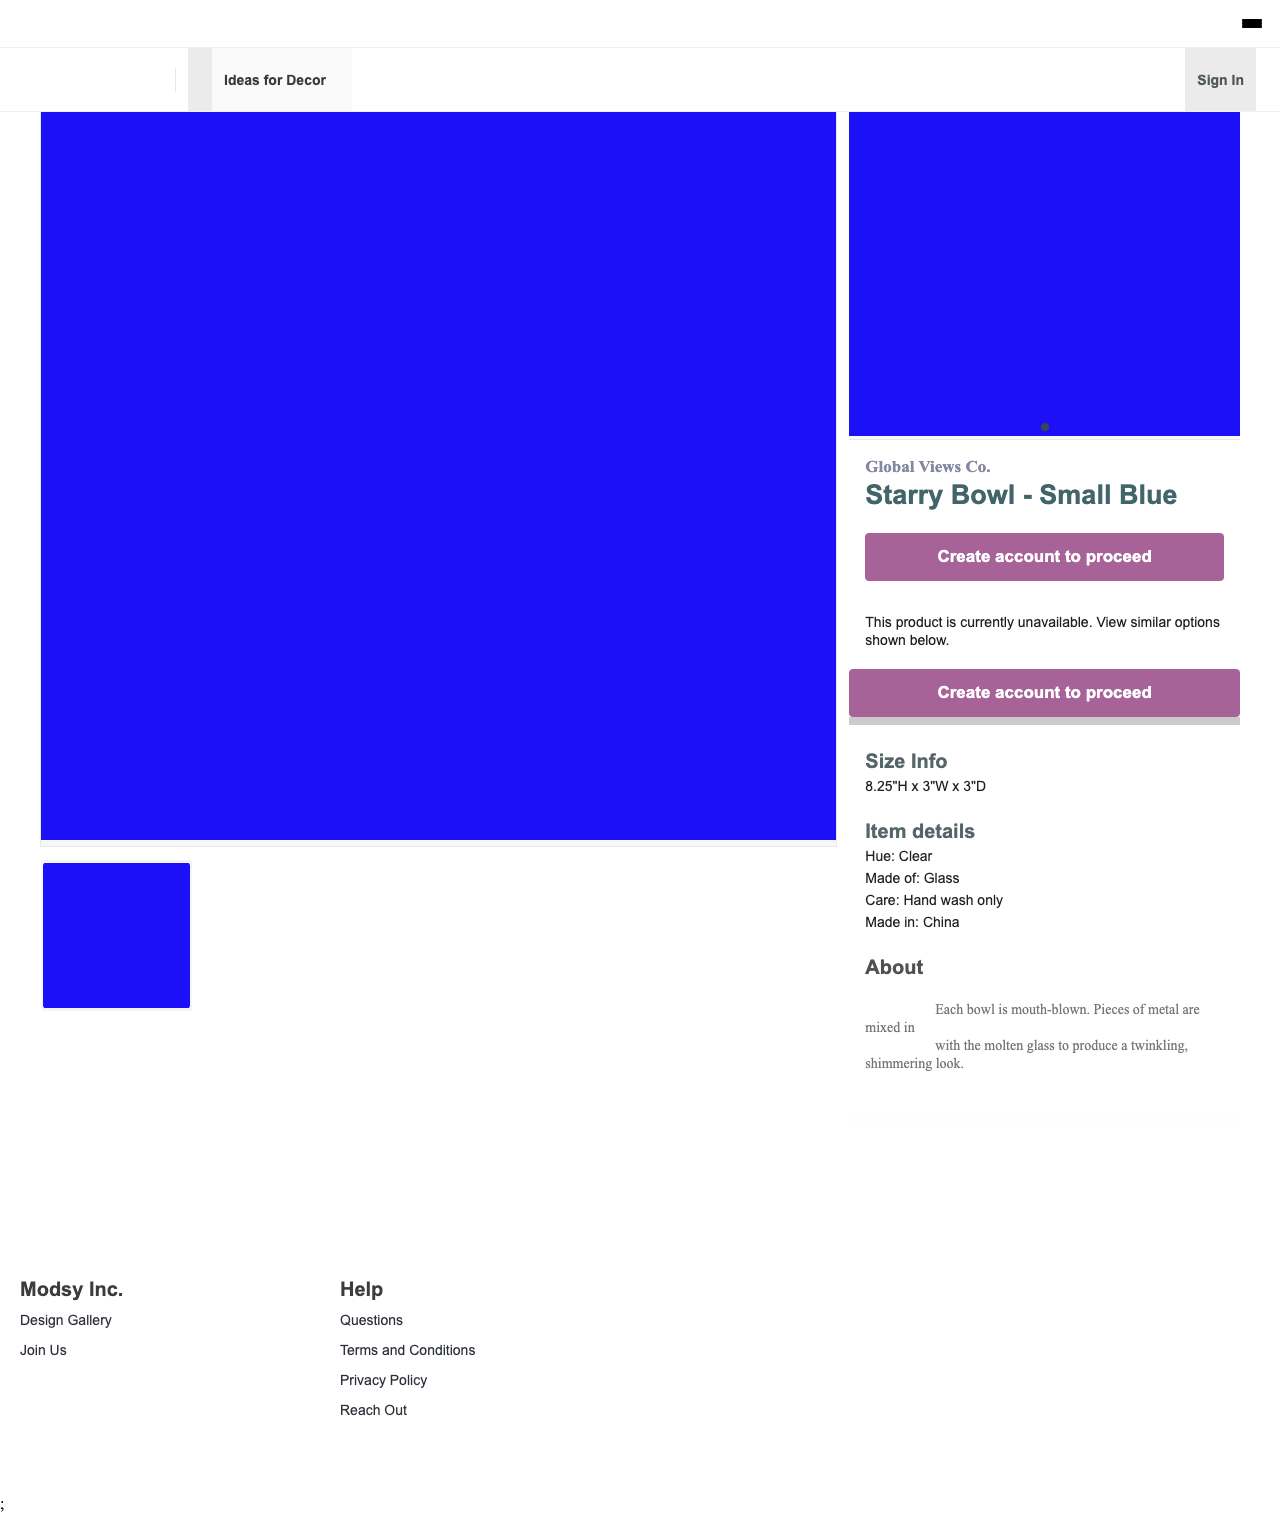 Ideas for Decor
Sign In
Global Views Co.
Starry Bowl - Small Blue
Create account to proceed
This product is currently unavailable. View similar options
shown below.
Create account to proceed
Size Info
8.25"H x 3"W x 3"D
Item details
Hue: Clear
Made of: Glass
Care: Hand wash only
Made in: China
About
Each bowl is mouth-blown. Pieces of metal are
mixed in
with the molten glass to produce a twinkling,
shimmering look.
Modsy Inc.
Design Gallery
Join Us
Help
Questions
Terms and Conditions
Privacy Policy
Reach Out
;